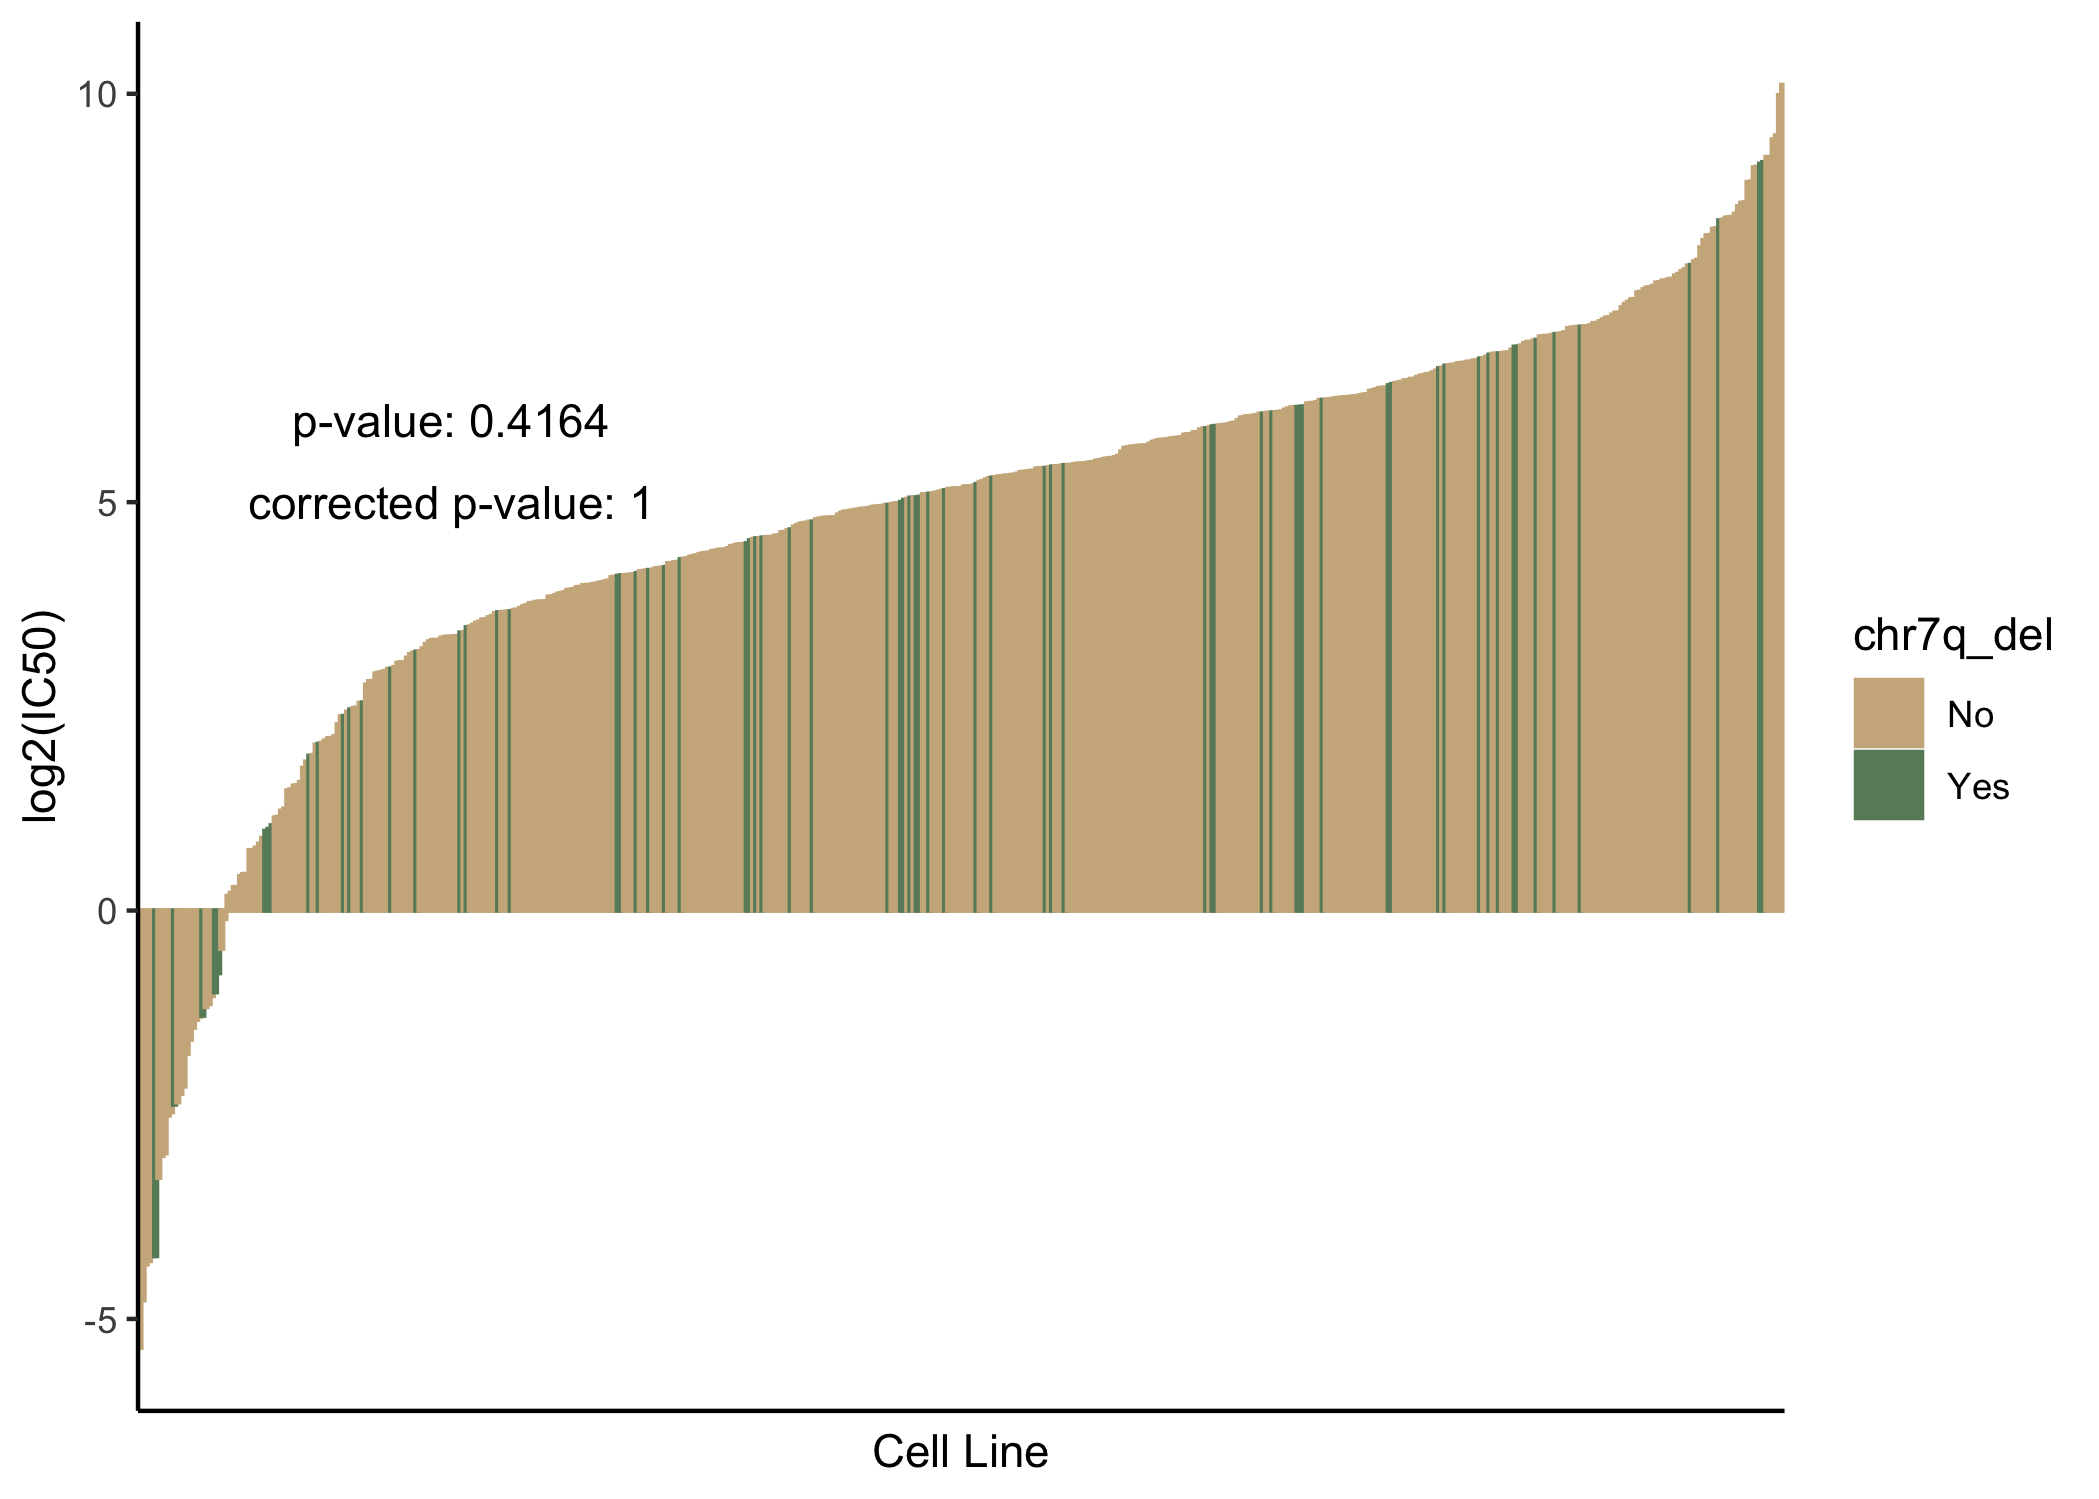 10
5
0
-5
log2(IC50)
p-value: 0.4164
corrected p-value: 1
Cell Line
chr7q_del
No
Yes